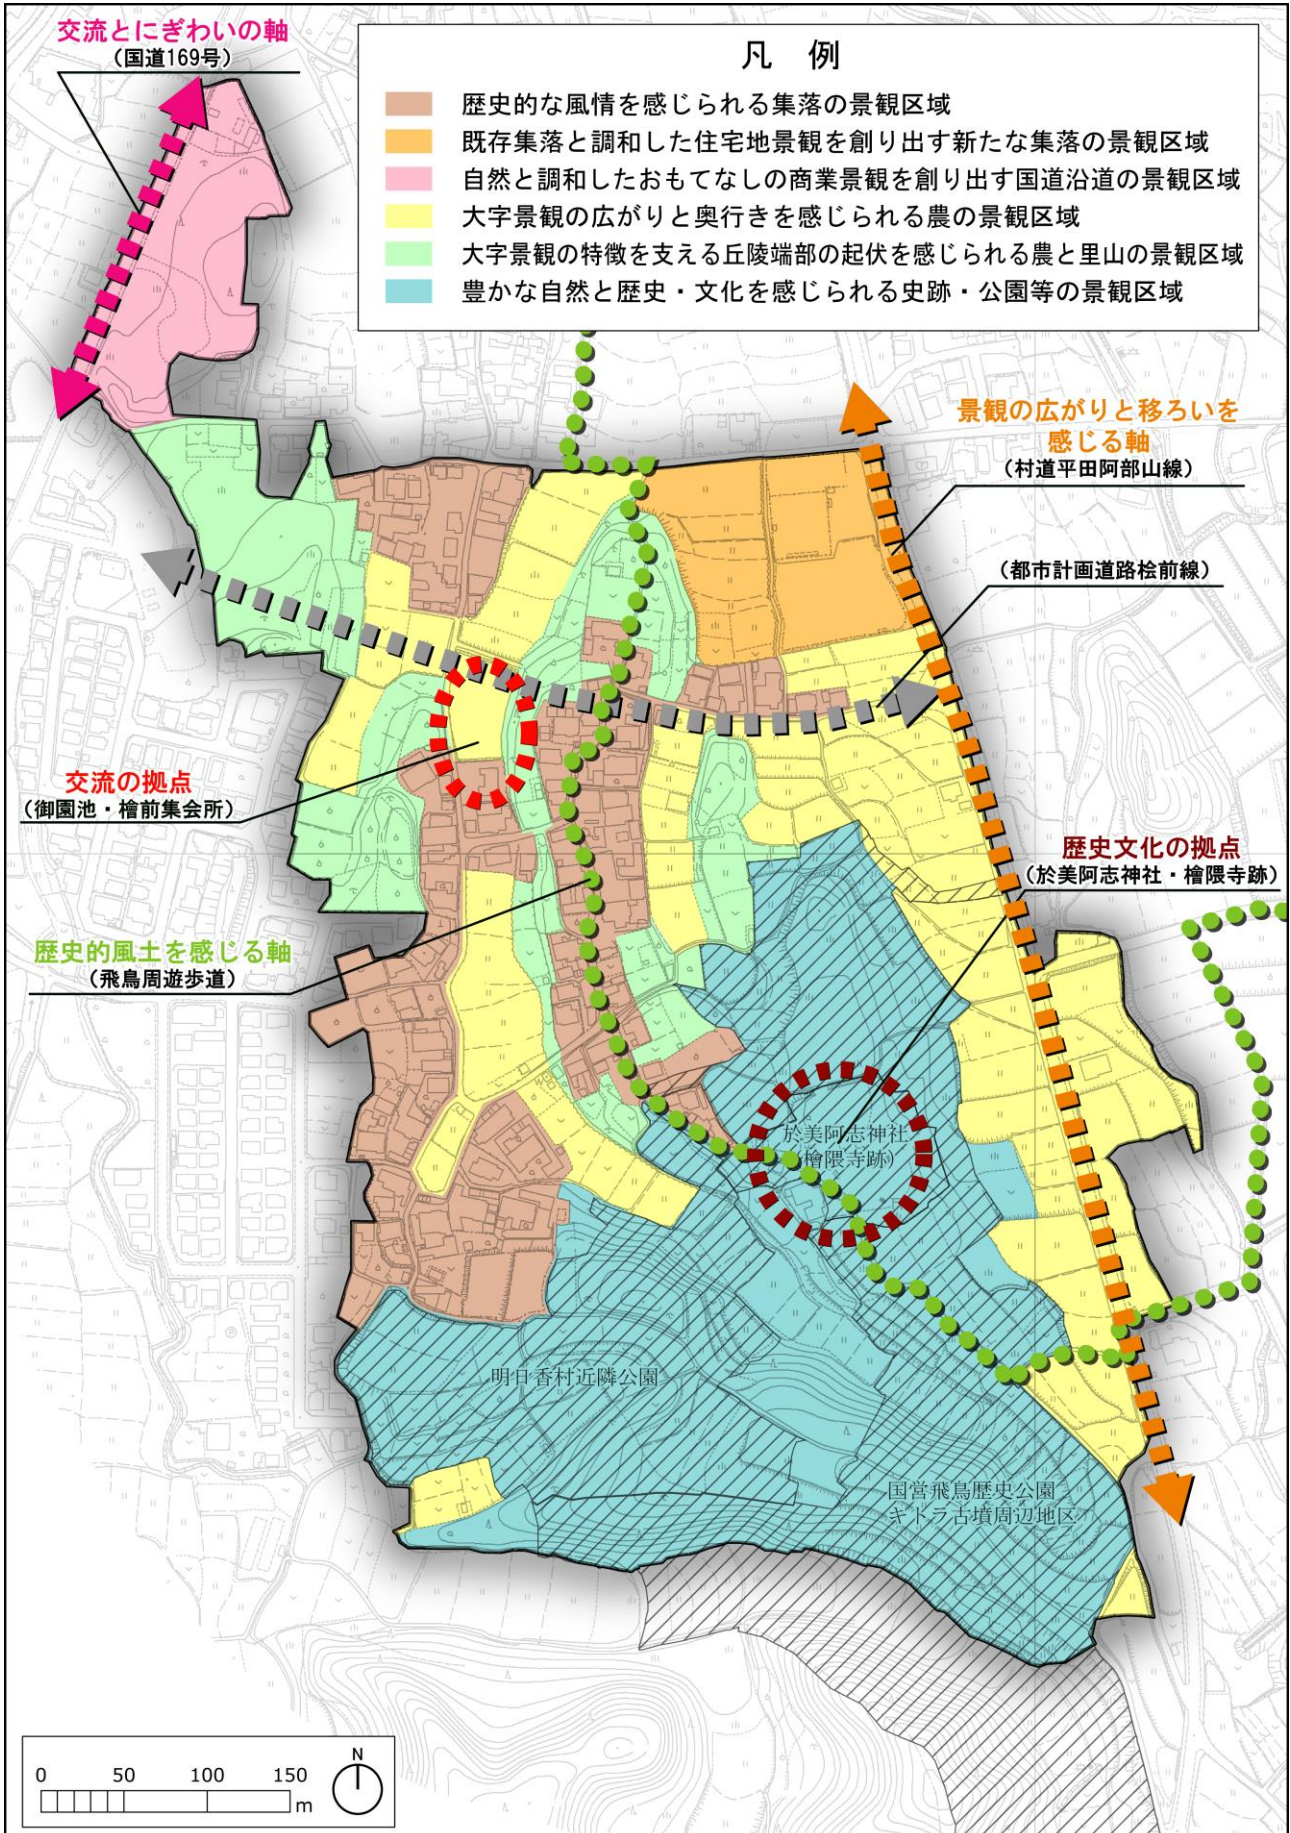 交流とにぎわいの軸
(国道169号)
凡 例
歴史的な風情を感じられる集落の景観区域
既存集落と調和した住宅地景観を創り出す新たな集落の景観区域
自然と調和したおもてなしの商業景観を創り出す国道沿道の景観区域
大字景観の広がりと奥行きを感じられる農の景観区域
大字景観の特徴を支える丘陵端部の起伏を感じられる農と里山の景観区域
豊かな自然と歴史・文化を感じられる史跡・公園等の景観区域
景観の広がりと移ろいを
感じる軸
(村道平田阿部山線)
(都市計画道路桧前線)
交流の拠点
(御園池・檜前集会所)
歴史文化の拠点
(於美阿志神社・檜隈寺跡)
歴史的風土を感じる軸
(飛鳥周遊歩道)
於美阿志神社
(檜隈寺跡)
明日香村近隣公園
国営飛鳥歴史公園
キトラ古墳周辺地区
0 50 100 150
m
N